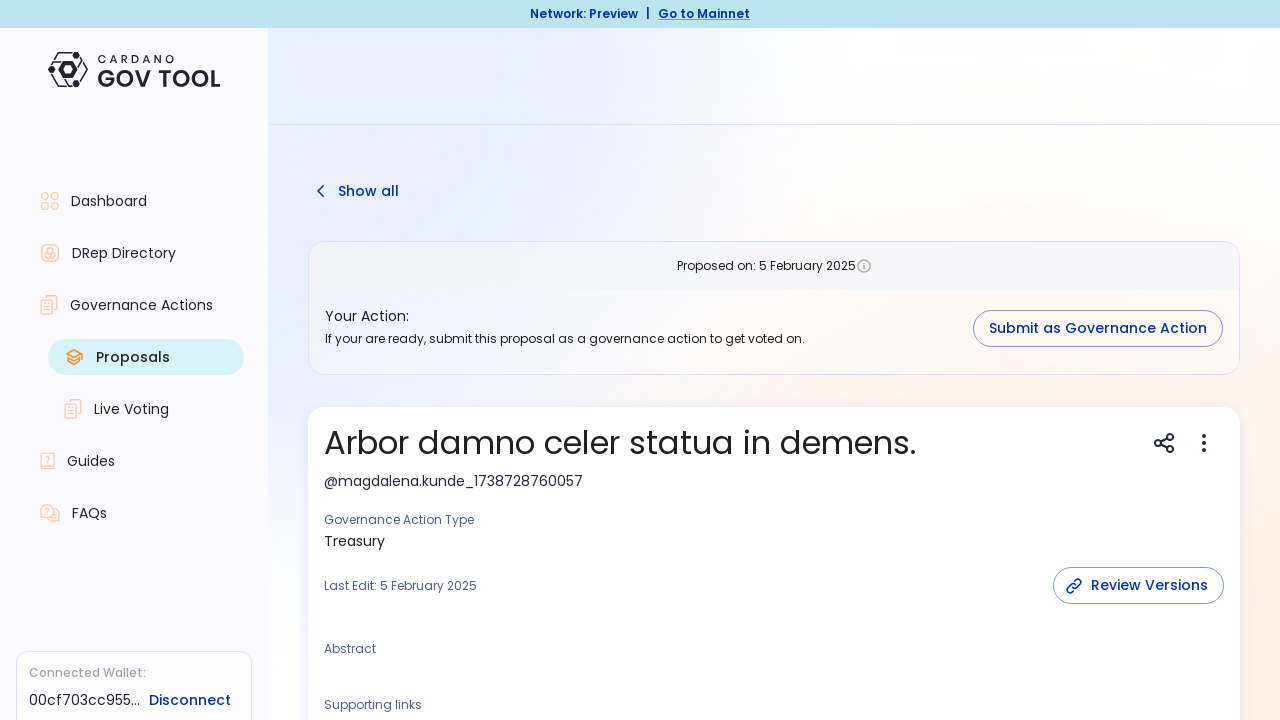 Network: Preview | Go to Mainnet
CARDANO
GOV TOOL
Dashboard
DRep Directory
Governance Actions
Proposals
Live Voting
Guides
FAQs
Connected Wallet:
00cf703cc955... Disconnect
Show all
Proposed on: 5 February 2025
Your Action:
If your are ready, submit this proposal as a governance action to get voted on.
Submit as Governance Action
Arbor damno celer statua in demens.
@magdalena.kunde_1738728760057
Governance Action Type
Treasury
Last Edit: 5 February 2025
Review Versions
Abstract
Supporting links